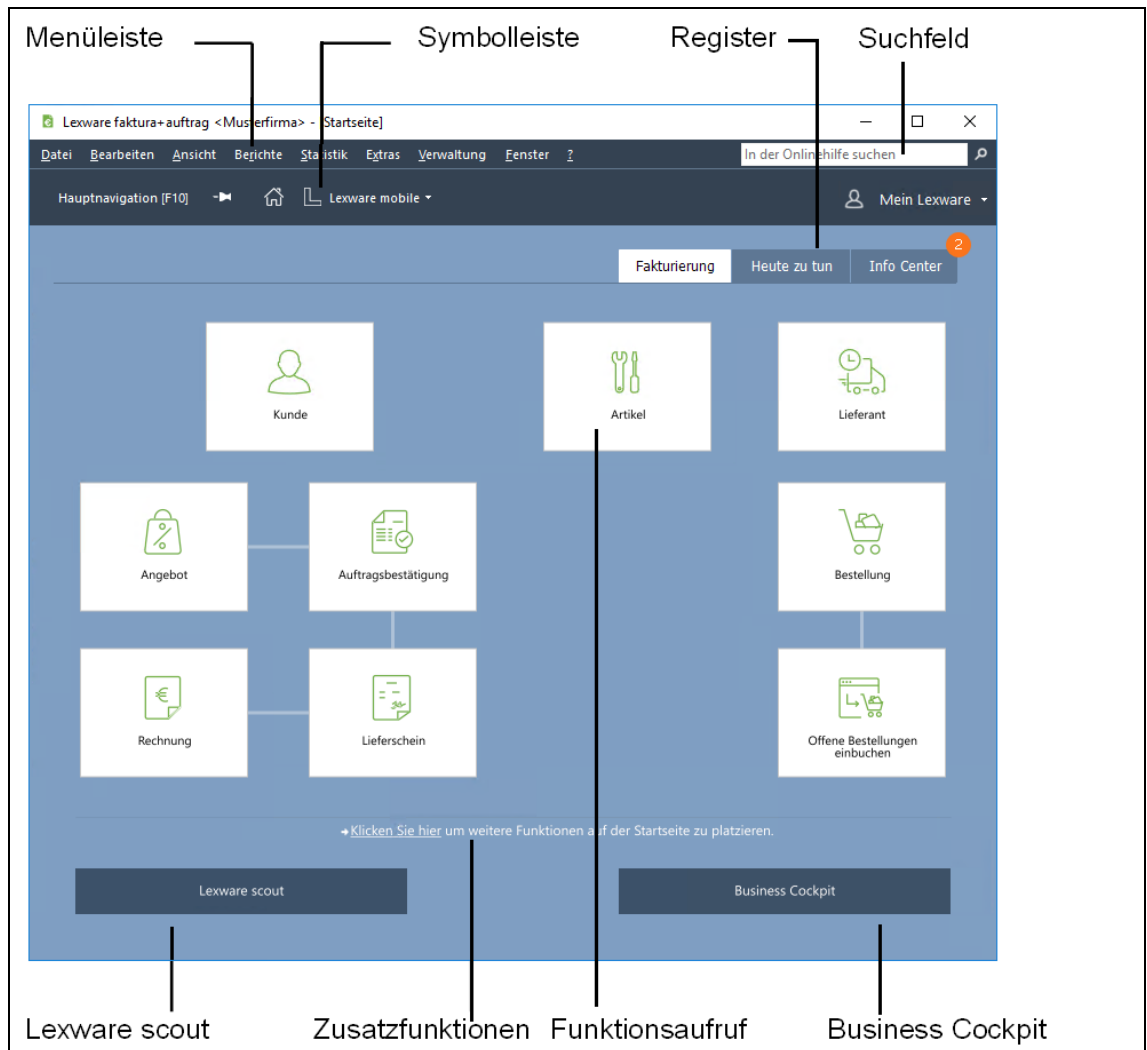 Menüleiste Symbolleiste Register Suchfeld
Lexware faktura+auftrag <Musterfirma> - [Startseite]
Datei Bearbeiten Ansicht Berichte Statistik Extras Verwaltung Fenster ? In der Onlinehilfe suchen
Hauptnavigation [F10] Lexware mobile Mein Lexware
2
Fakturierung Heute zu tun Info Center
Kunde Artikel Lieferant
Angebot Auftragsbestätigung Bestellung
Rechnung Lieferschein Offene Bestellungen
einbuchen
Klicken Sie hier um weitere Funktionen auf der Startseite zu platzieren.
Lexware scout Business Cockpit
Lexware scout Zusatzfunktionen Funktionsaufruf Business Cockpit